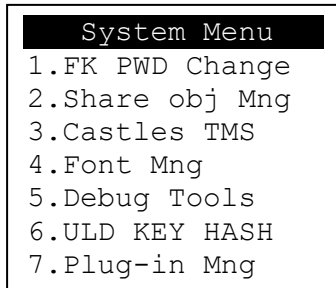 System Menu
1.FK PWD Change
2.Share obj Mng
3.Castles TMS
4.Font Mng
5.Debug Tools
6.ULD KEY HASH
7.Plug-in Mng